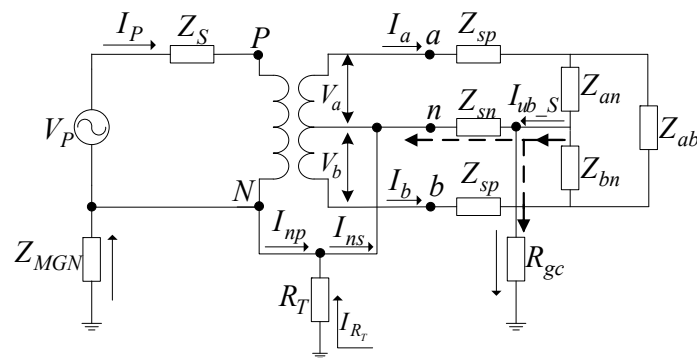 I_P Z_S P I_a a Z_sp
V_P V_a n Z_sn I_ub_S Z_an Z_ab
V_b I_b b Z_sp Z_bn
N
Z_MGN I_np I_ns R_gc
R_T I_R_T